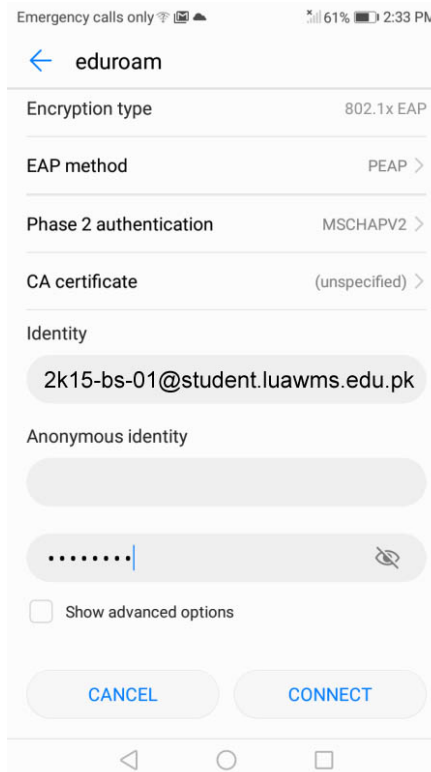 Emergency calls only 61% 2:33 PM
eduroam
Encryption type 802.1x EAP
EAP method PEAP
Phase 2 authentication MSCHAPV2
CA certificate (unspecified)
Identity
2k15-bs-01@student.luawms.edu.pk
Anonymous identity
••••••••
Show advanced options
CANCEL CONNECT